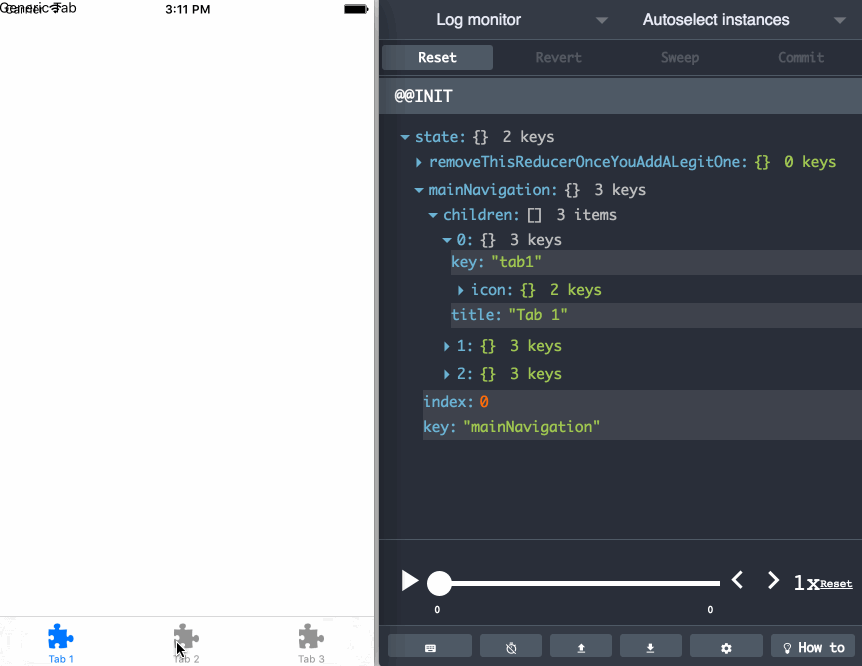 Generic Tab
3:11 PM
Tab 1
Tab 2
Tab 3
Log monitor
Autoselect instances
Reset
Revert
Sweep
Commit
@@INIT
state: {} 2 keys
removeThisReducerOnceYouAddALegitOne: {} 0 keys
mainNavigation: {} 3 keys
children: [] 3 items
0: {} 3 keys
key: "tab1"
icon: {} 2 keys
title: "Tab 1"
1: {} 3 keys
2: {} 3 keys
index: 0
key: "mainNavigation"
1x Reset
0
0
How to